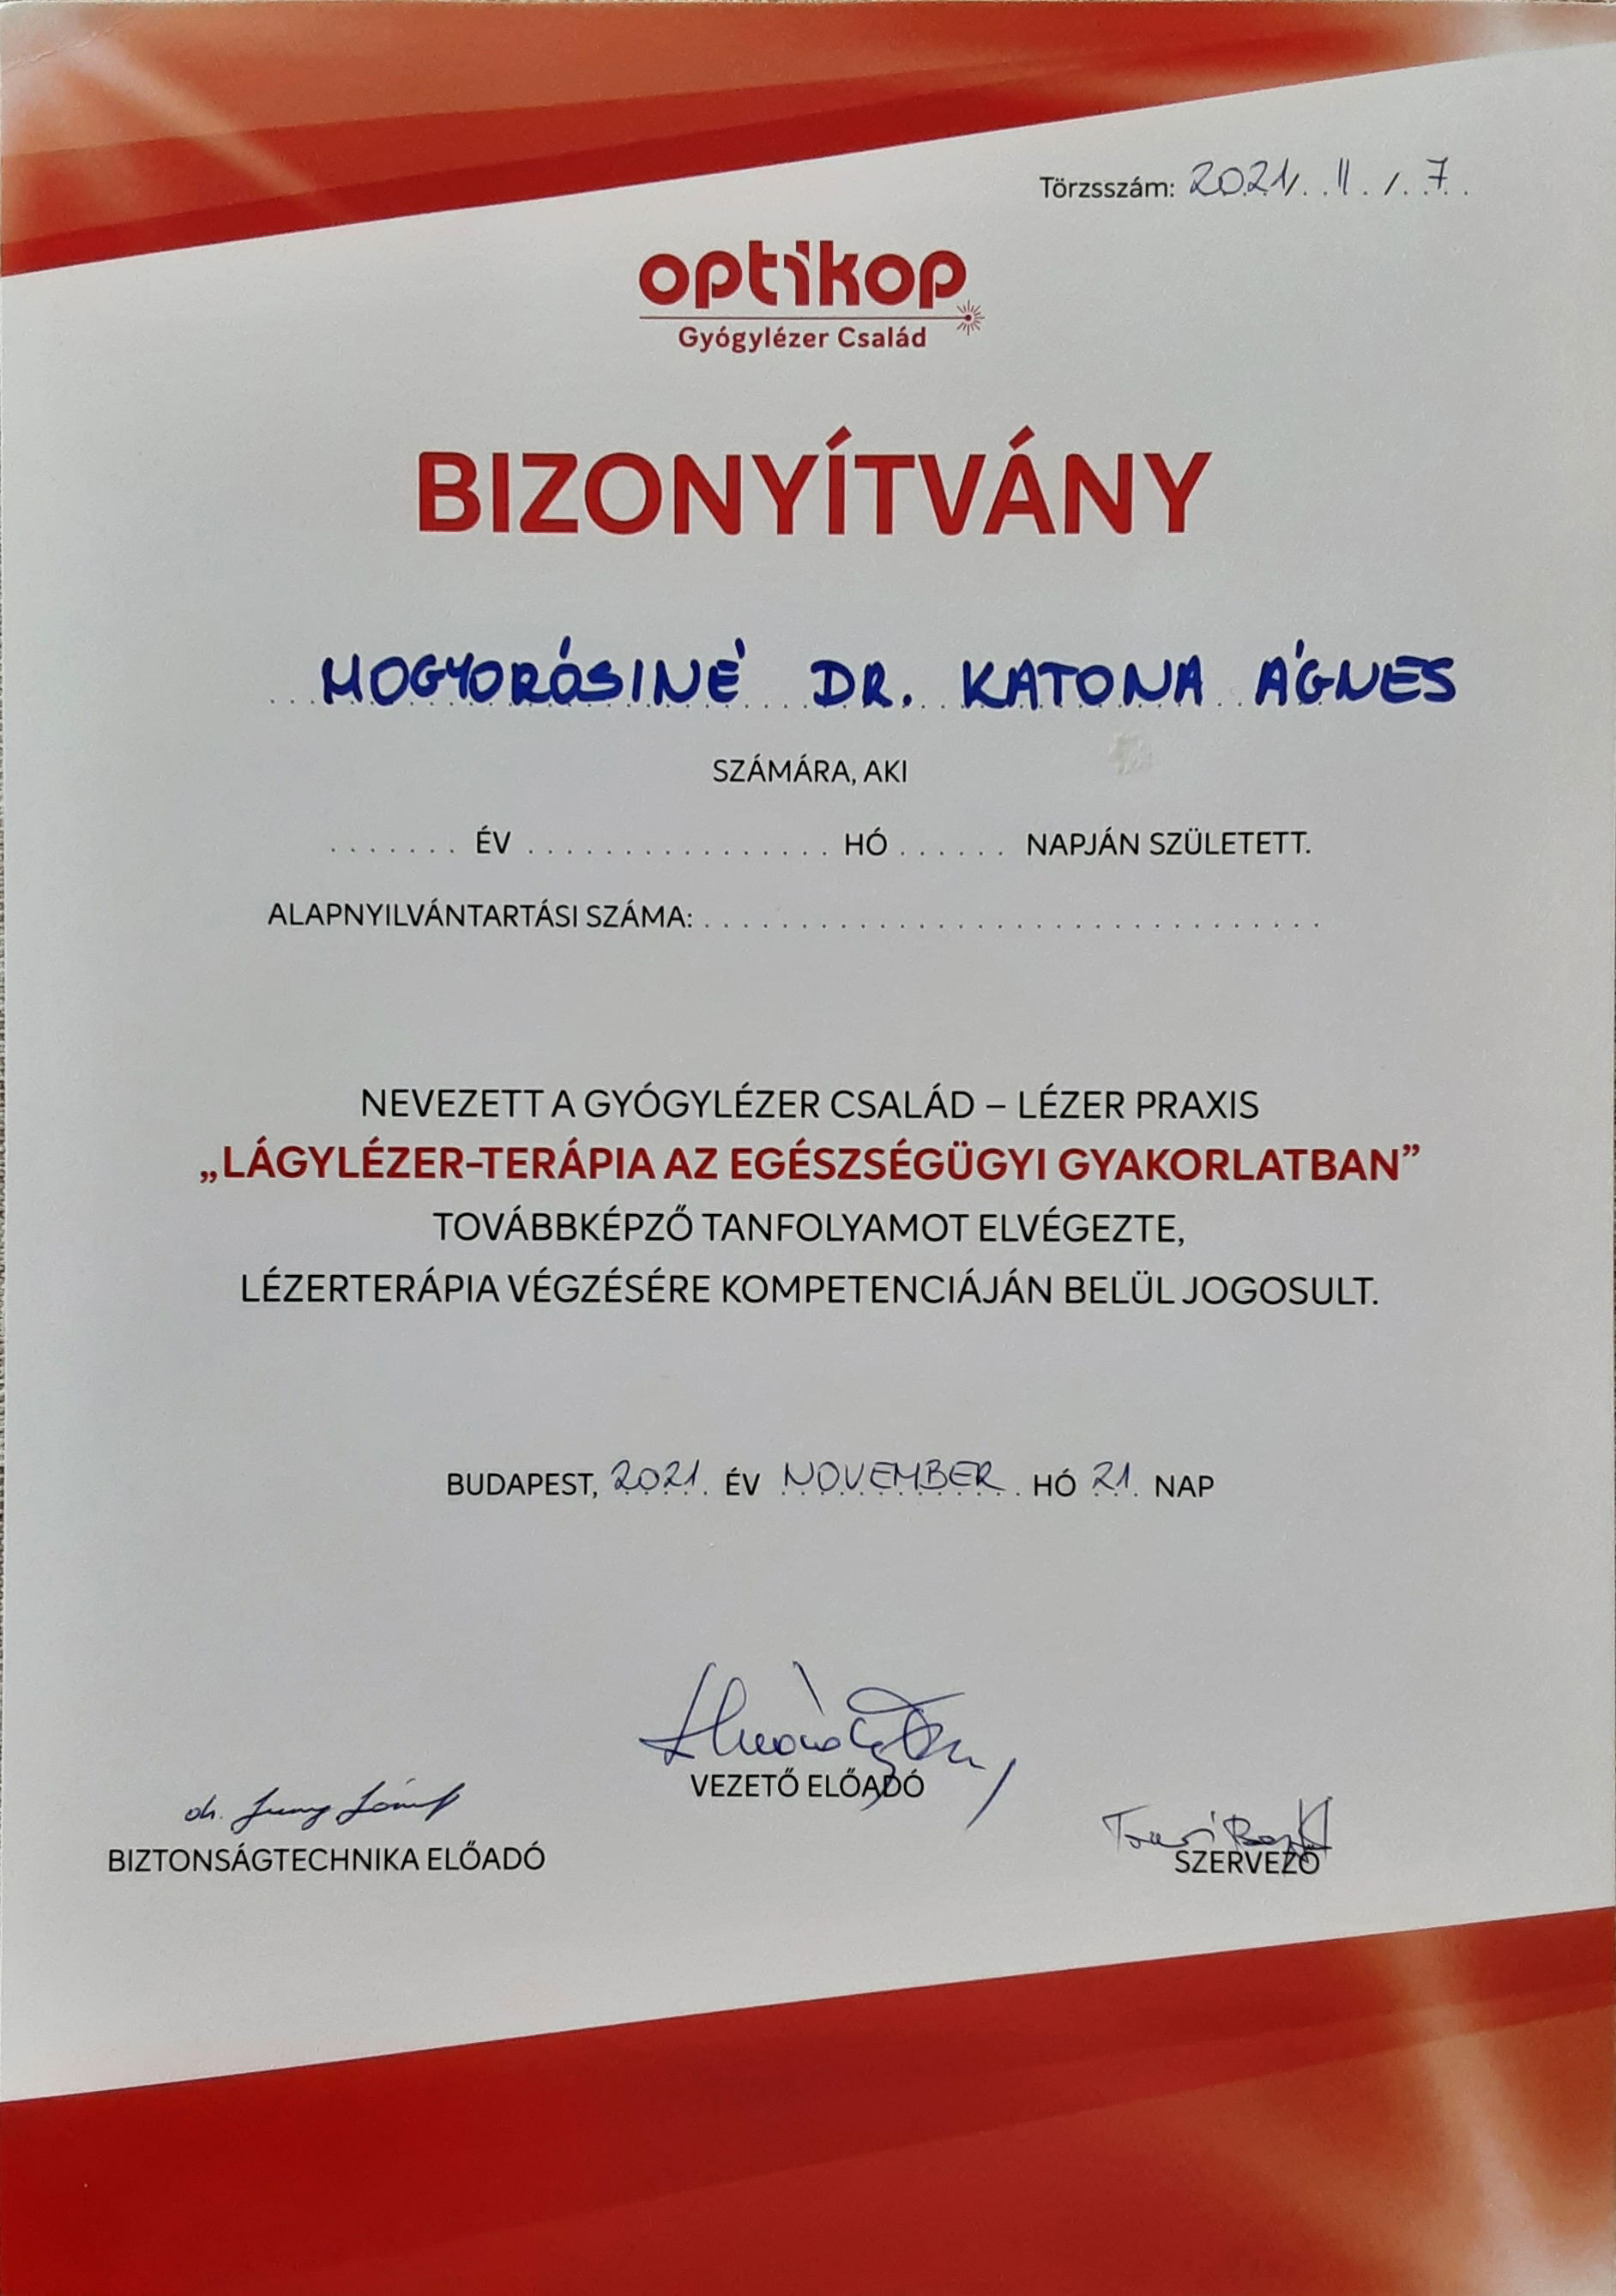 Törzsszám: 2021/ 11 / 7
optikop
Gyógylézer Család
BIZONYÍTVÁNY
MOGYORÓSINÉ DR. KATONA ÁGNES
SZÁMÁRA, AKI
....... ÉV ................ HÓ ...... NAPJÁN SZÜLETETT.
ALAPNYILVÁNTARTÁSI SZÁMA: ................................
NEVEZETT A GYÓGYLÉZER CSALÁD – LÉZER PRAXIS
„LÁGYLÉZER-TERÁPIA AZ EGÉSZSÉGÜGYI GYAKORLATBAN”
TOVÁBBKÉPZŐ TANFOLYAMOT ELVÉGEZTE,
LÉZERTERÁPIA VÉGZÉSÉRE KOMPETENCIÁJÁN BELÜL JOGOSULT.
BUDAPEST, 2021. ÉV NOVEMBER HÓ 21. NAP
VEZETŐ ELŐADÓ
dr.
BIZTONSÁGTECHNIKA ELŐADÓ
SZERVEZŐ